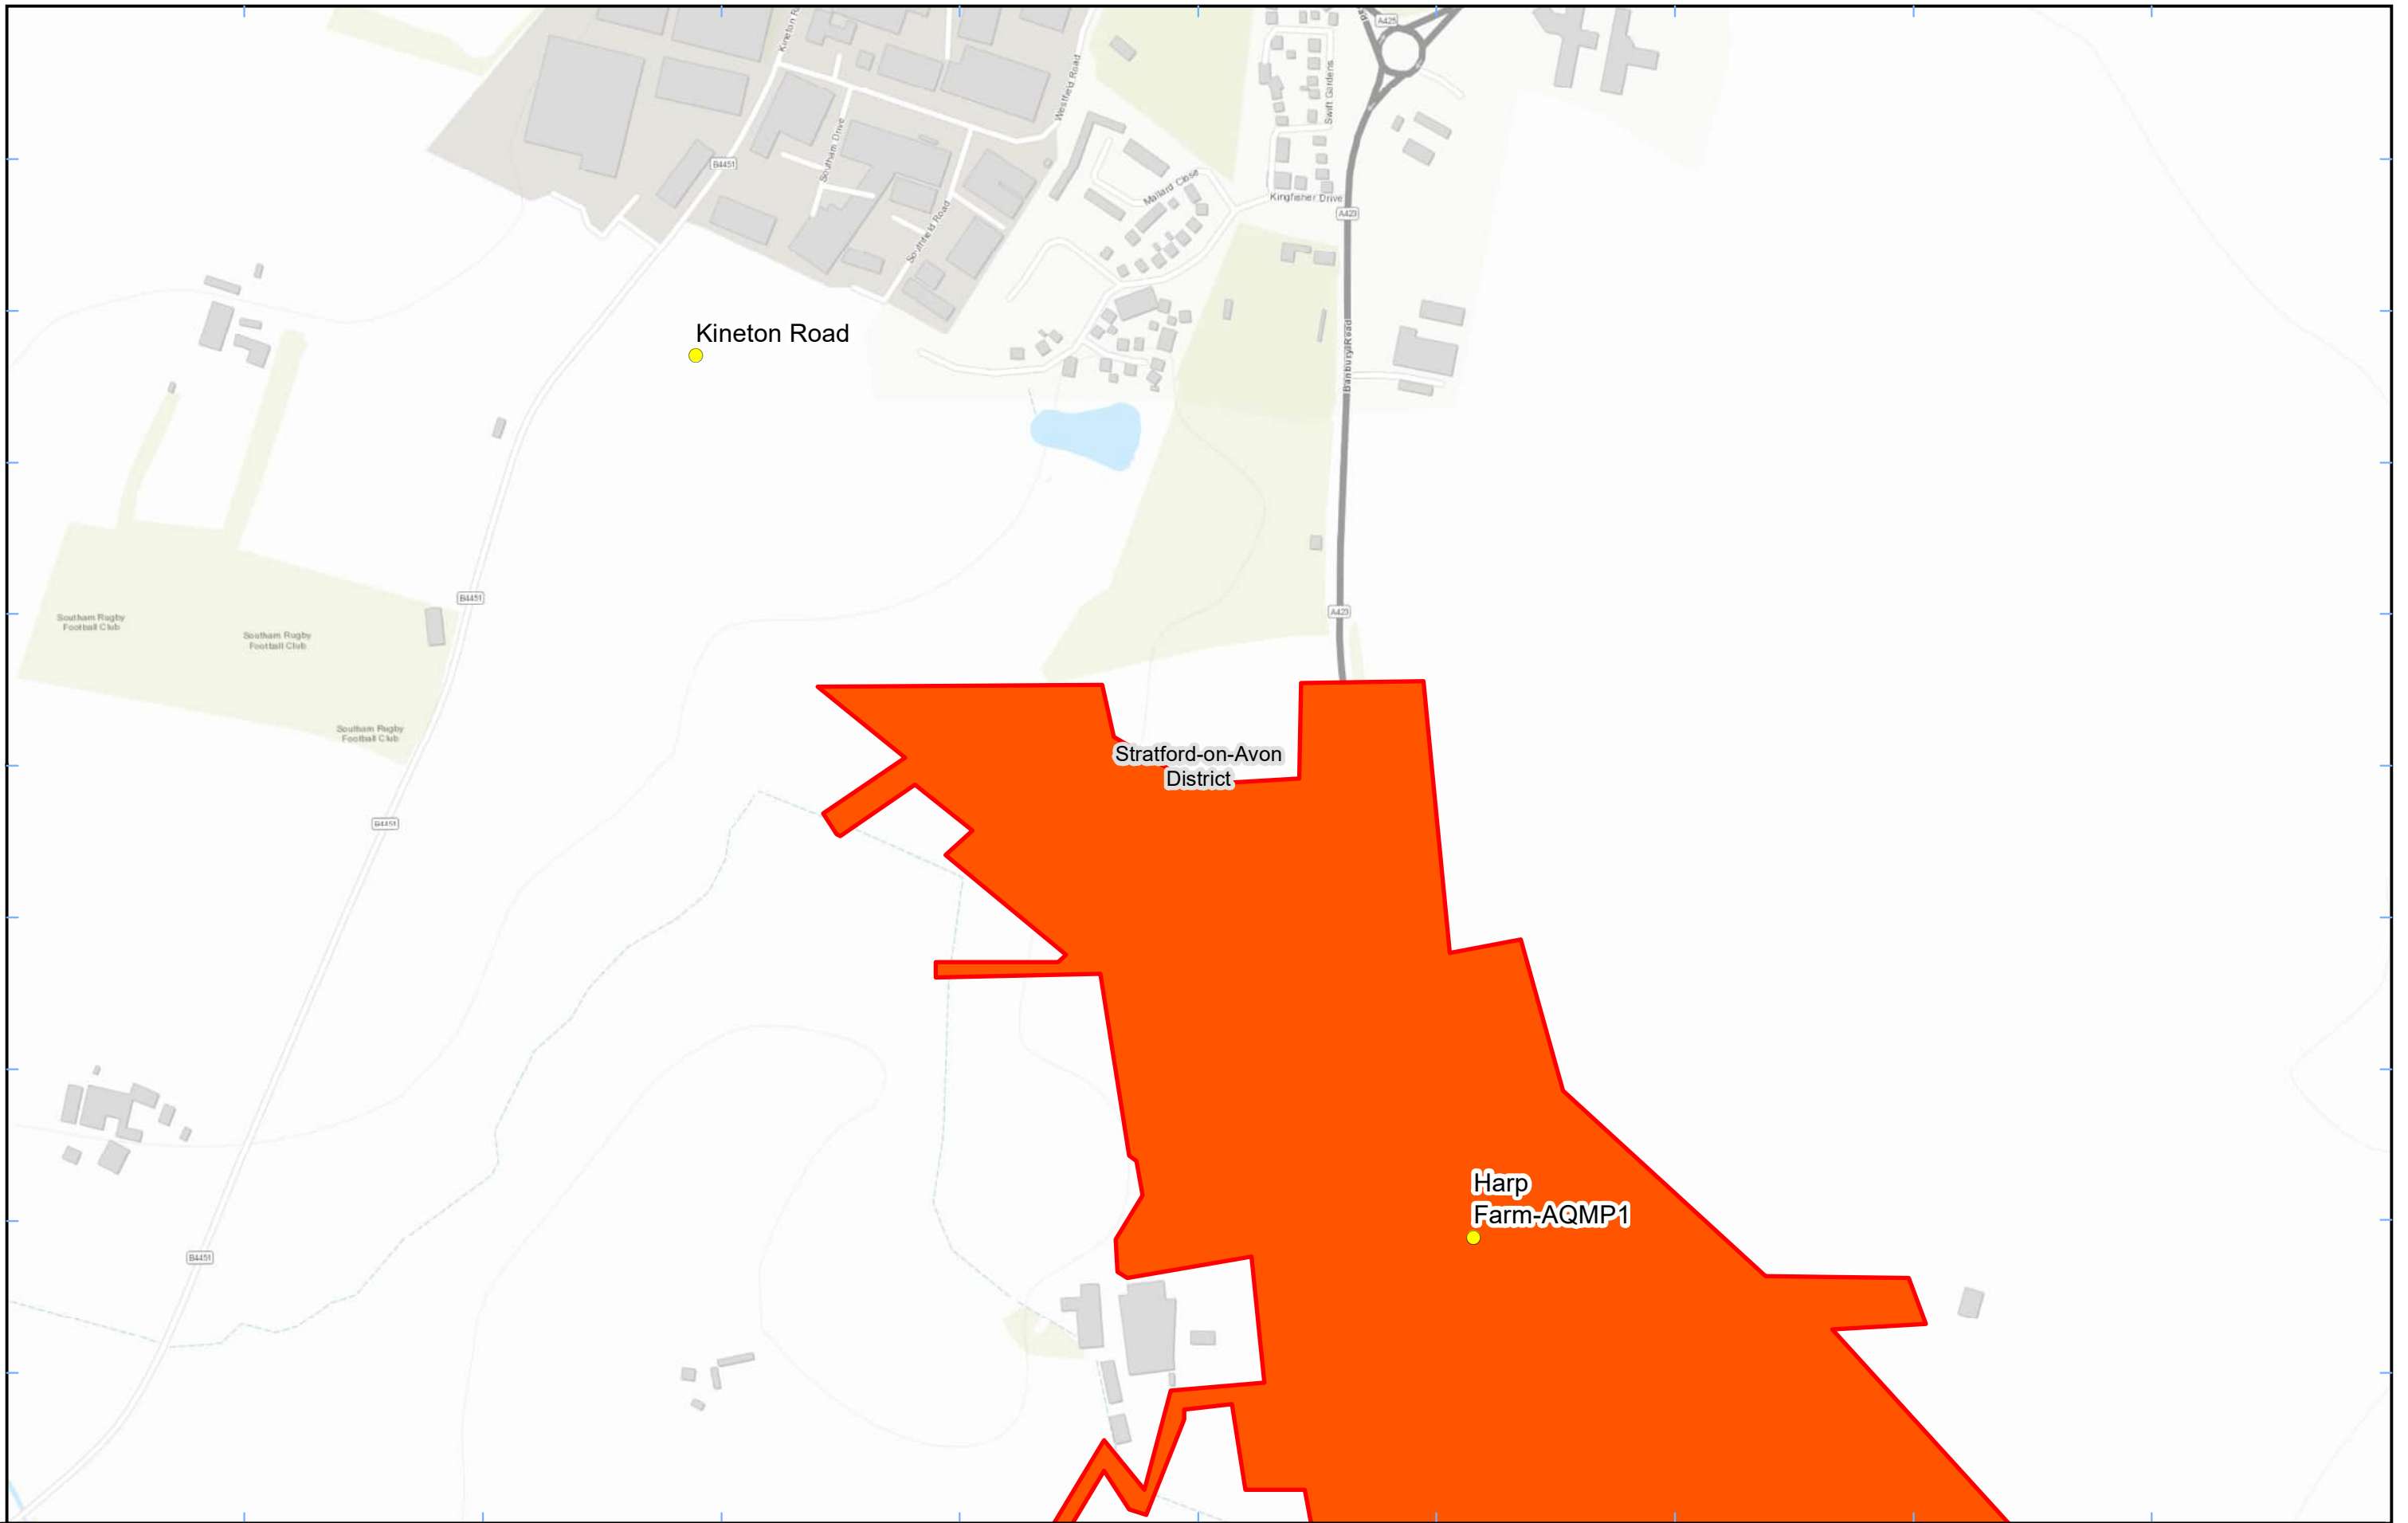 A425
Kineton R
Westfield Road
Swift Gardens
Southam Drive
B4451
Mallard Close
Kingfisher Drive
A423
Southfield Road
Kineton Road
Banbury Road
B4451
A423
Southam Rugby
Football Club
Southam Rugby
Football Club
Southam Rugby
Football Club
Stratford-on-Avon
District
B4451
Harp
Farm-AQMP1
B4451